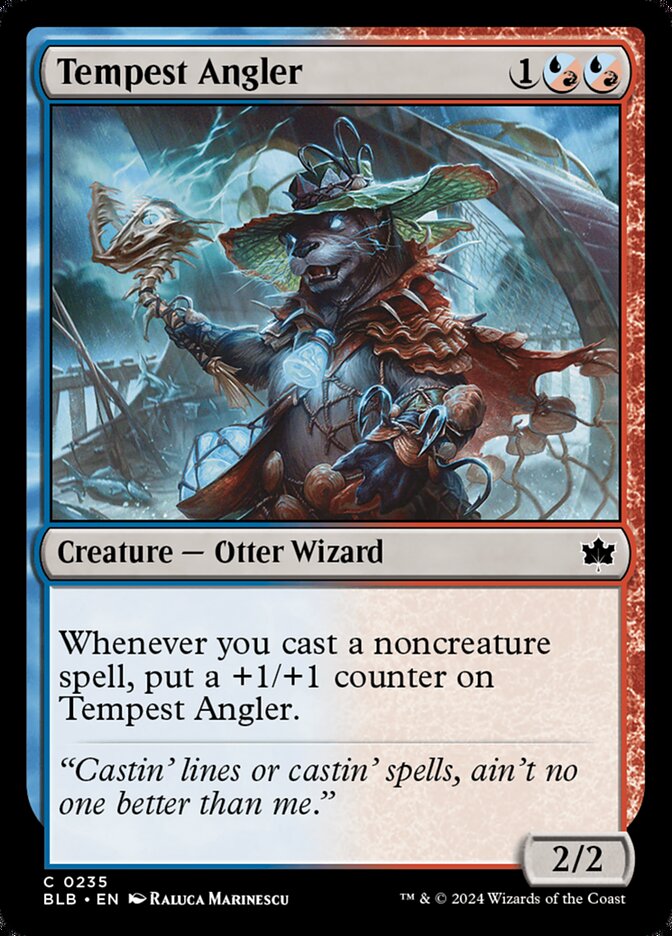 Tempest Angler 1
Creature — Otter Wizard
Whenever you cast a noncreature
spell, put a +1/+1 counter on
Tempest Angler.
“Castin’ lines or castin’ spells, ain’t no
one better than me.”
2/2
C 0235
BLB • EN Raluca Marinescu
™ & © 2024 Wizards of the Coast